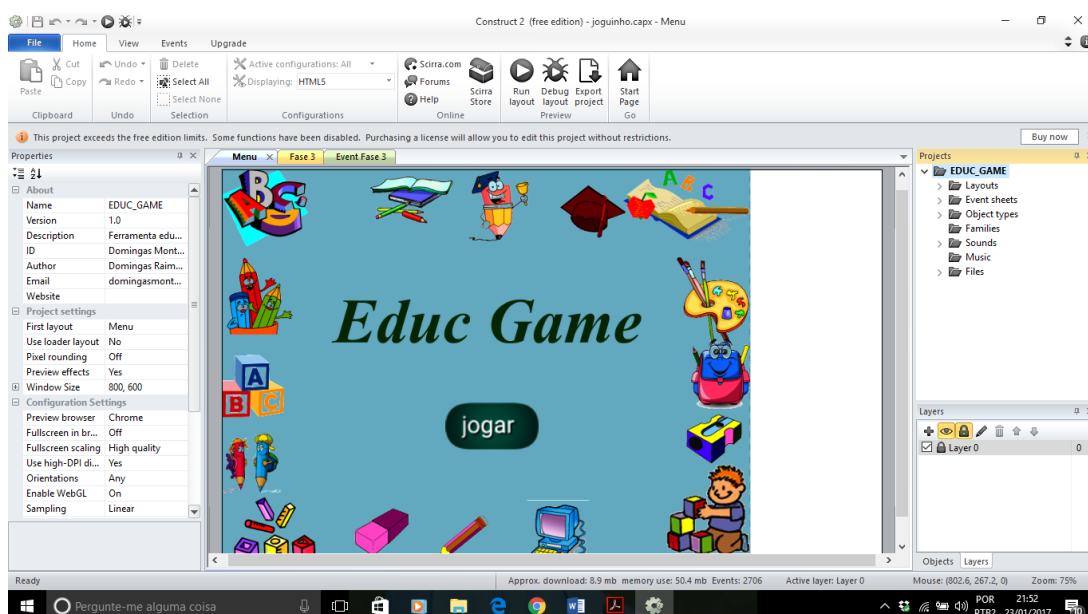 Construct 2 (free edition) - joguinho.capx - Menu
File Home View Events Upgrade
Paste
Cut
Copy
Clipboard
Undo
Redo
Undo
Delete
Select All
Select None
Selection
Active configurations: All
Displaying: HTML5
Configurations
Scirra.com
Forums
Help
Scirra Store
Online
Run layout
Debug layout
Export project
Preview
Start Page
Go
This project exceeds the free edition limits. Some functions have been disabled. Purchasing a license will allow you to edit this project without restrictions.
Buy now
Properties
About
Name EDUC_GAME
Version 1.0
Description Ferramenta edu...
ID Domingas Mont...
Author Domingas Raim...
Email domingasmont...
Website
Project settings
First layout Menu
Use loader layout No
Pixel rounding Off
Preview effects Yes
Window Size 800, 600
Configuration Settings
Preview browser Chrome
Fullscreen in br... Off
Fullscreen scaling High quality
Use high-DPI di... Yes
Orientations Any
Enable WebGL On
Sampling Linear
Menu Fase 3 Event Fase 3
ABC
A B C
Educ Game
A
B C
jogar
Projects
EDUC_GAME
Layouts
Event sheets
Object types
Families
Sounds
Music
Files
Layers
Layer 0 0
Objects Layers
Ready Approx. download: 8.9 mb memory use: 50.4 mb Events: 2706 Active layer: Layer 0 Mouse: (802.6, 267.2, 0) Zoom: 75%
Pergunte-me alguma coisa
POR 21:52
PTB2 23/01/2017